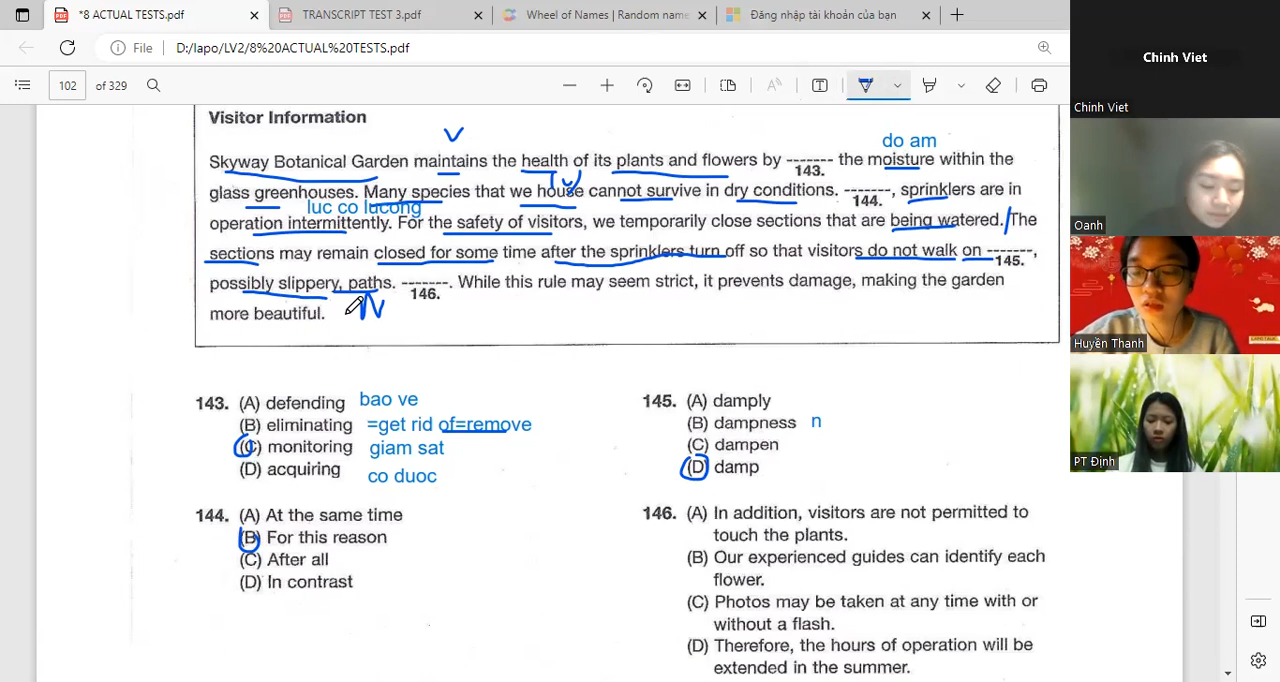 *8 ACTUAL TESTS.pdf
TRANSCRIPT TEST 3.pdf
Wheel of Names | Random name
Đăng nhập tài khoản của bạn
File
D:/lapo/LV2/8%20ACTUAL%20TESTS.pdf
102 of 329
Chinh Viet
Chinh Viet
Oanh
Huyền Thanh
PT Định
Visitor Information
V
do am
Skyway Botanical Garden maintains the health of its plants and flowers by ------- the moisture within the
143.
glass greenhouses. Many species that we house cannot survive in dry conditions. -------, sprinklers are in
V
144.
luc co lucong
operation intermittently. For the safety of visitors, we temporarily close sections that are being watered. The
sections may remain closed for some time after the sprinklers turn off so that visitors do not walk on -------,
145.
possibly slippery, paths. -------. While this rule may seem strict, it prevents damage, making the garden
146.
N
more beautiful.
143. (A) defending bao ve
(B) eliminating =get rid of=remove
(C) monitoring giam sat
(D) acquiring co duoc
144. (A) At the same time
(B) For this reason
(C) After all
(D) In contrast
145. (A) damply
(B) dampness n
(C) dampen
(D) damp
146. (A) In addition, visitors are not permitted to
touch the plants.
(B) Our experienced guides can identify each
flower.
(C) Photos may be taken at any time with or
without a flash.
(D) Therefore, the hours of operation will be
extended in the summer.